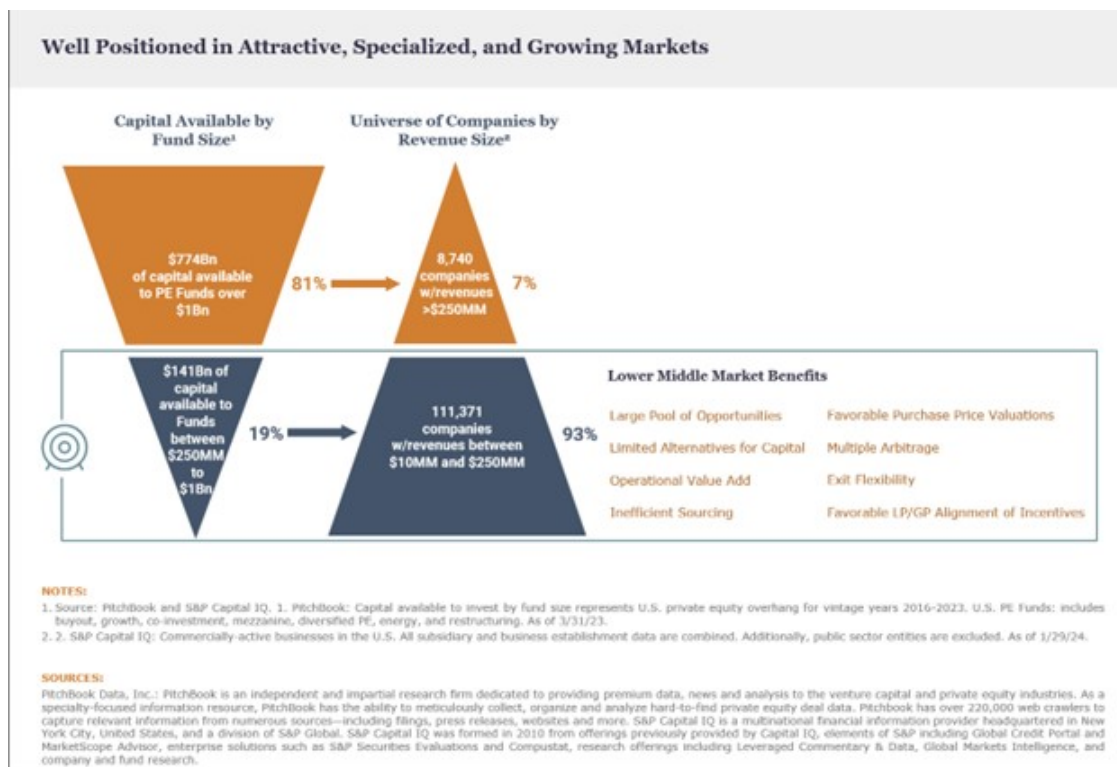 Well Positioned in Attractive, Specialized, and Growing Markets
Capital Available by
Fund Size¹
Universe of Companies by
Revenue Size²
$774Bn
of capital available
to PE Funds over
$1Bn
81%
8,740
companies
w/revenues
>$250MM
7%
$141Bn of
capital
available to
Funds
between
$250MM
to
$1Bn
19%
111,371
companies
w/revenues between
$10MM and $250MM
93%
Lower Middle Market Benefits
Large Pool of Opportunities
Limited Alternatives for Capital
Operational Value Add
Inefficient Sourcing
Favorable Purchase Price Valuations
Multiple Arbitrage
Exit Flexibility
Favorable LP/GP Alignment of Incentives
NOTES:
1. Source: PitchBook and S&P Capital IQ. 1. PitchBook: Capital available to invest by fund size represents U.S. private equity overhang for vintage years 2016-2023. U.S. PE Funds: includes
buyout, growth, co-investment, mezzanine, diversified PE, energy, and restructuring. As of 3/31/23.
2. 2. S&P Capital IQ: Commercially-active businesses in the U.S. All subsidiary and business establishment data are combined. Additionally, public sector entities are excluded. As of 1/29/24.
SOURCES:
PitchBook Data, Inc.: PitchBook is an independent and impartial research firm dedicated to providing premium data, news and analysis to the venture capital and private equity industries. As a
specialty-focused information resource, PitchBook has the ability to meticulously collect, organize and analyze hard-to-find private equity deal data. Pitchbook has over 220,000 web crawlers to
capture relevant information from numerous sources—including filings, press releases, websites and more. S&P Capital IQ is a multinational financial information provider headquartered in New
York City, United States, and a division of S&P Global. S&P Capital IQ was formed in 2010 from offerings previously provided by Capital IQ, elements of S&P including Global Credit Portal and
MarketScope Advisor, enterprise solutions such as S&P Securities Evaluations and Compustat, research offerings including Leveraged Commentary & Data, Global Markets Intelligence, and
company and fund research.